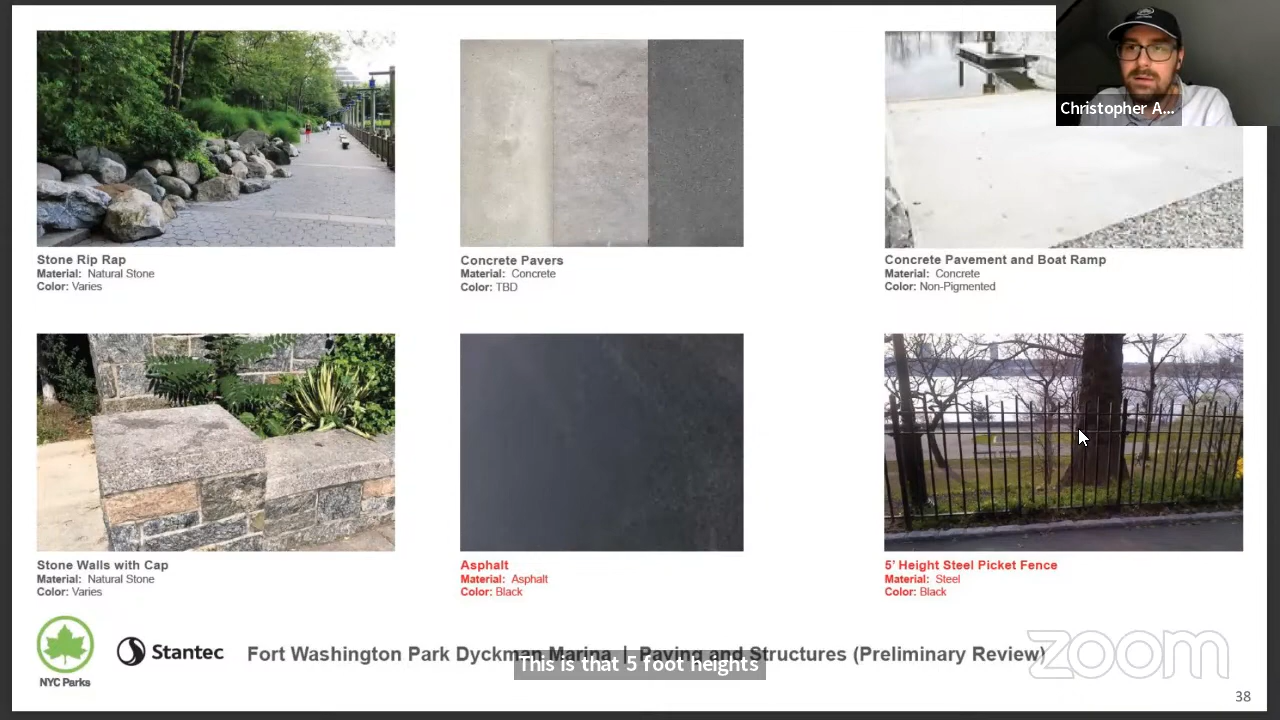 Christopher A...
Stone Rip Rap
Material: Natural Stone
Color: Varies
Concrete Pavers
Material: Concrete
Color: TBD
Concrete Pavement and Boat Ramp
Material: Concrete
Color: Non-Pigmented
Stone Walls with Cap
Material: Natural Stone
Color: Varies
Asphalt
Material: Asphalt
Color: Black
5' Height Steel Picket Fence
Material: Steel
Color: Black
NYC Parks
Stantec
Fort Washington Park Dyckman Marina | Paving and Structures (Preliminary Review)
This is that 5 foot heights
zoom
38